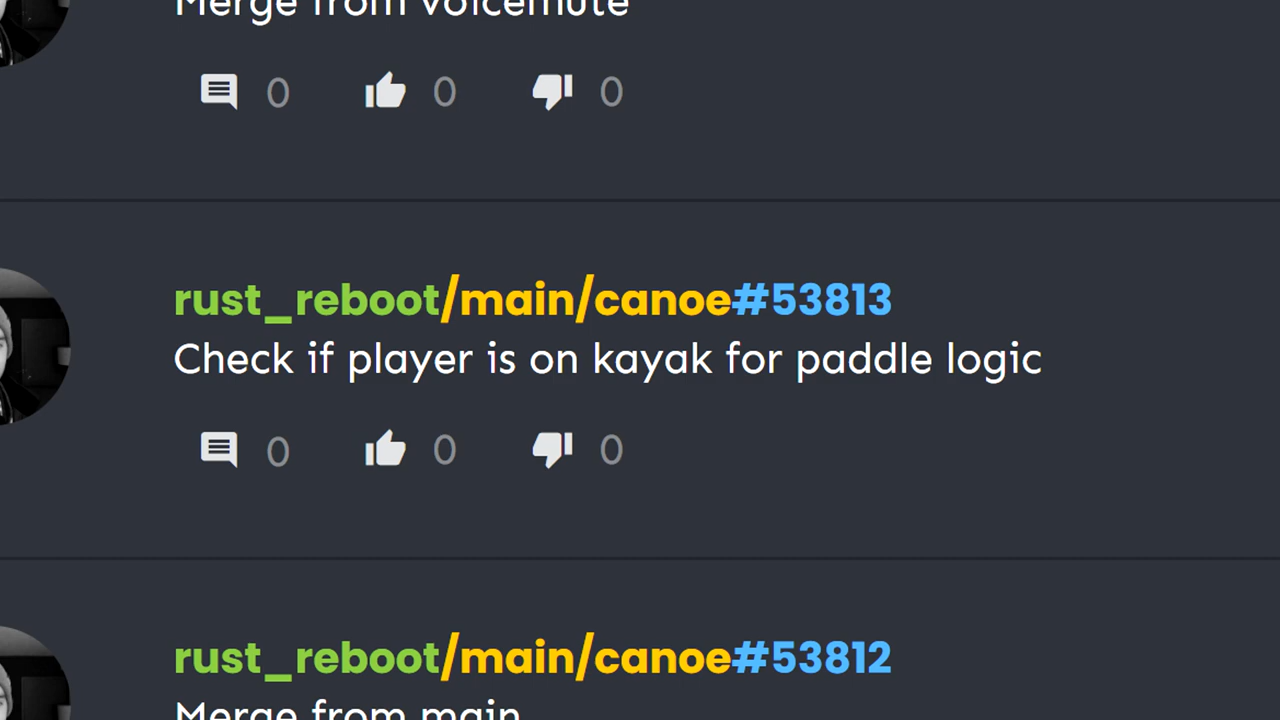 Merge from voicemute
0 0 0
rust_reboot/main/canoe#53813
Check if player is on kayak for paddle logic
0 0 0
rust_reboot/main/canoe#53812
Merge from main